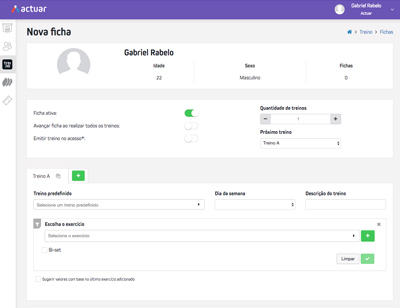 actuar
Gabriel Rabelo
Actuar
Nova ficha
Treino
Fichas
Gabriel Rabelo
Idade
Sexo
Fichas
22
Masculino
0
Ficha ativa:
Avançar ficha ao realizar todos os treinos:
Emitir treino no acesso*:
Quantidade de treinos
1
Próximo treino
Treino A
Treino A
Treino predefinido
Dia da semana
Descrição do treino
Selecione um treino predefinido
Escolha o exercício
Selecione o exercício
Bi-set
Limpar
Sugerir valores com base no último exercício adicionado